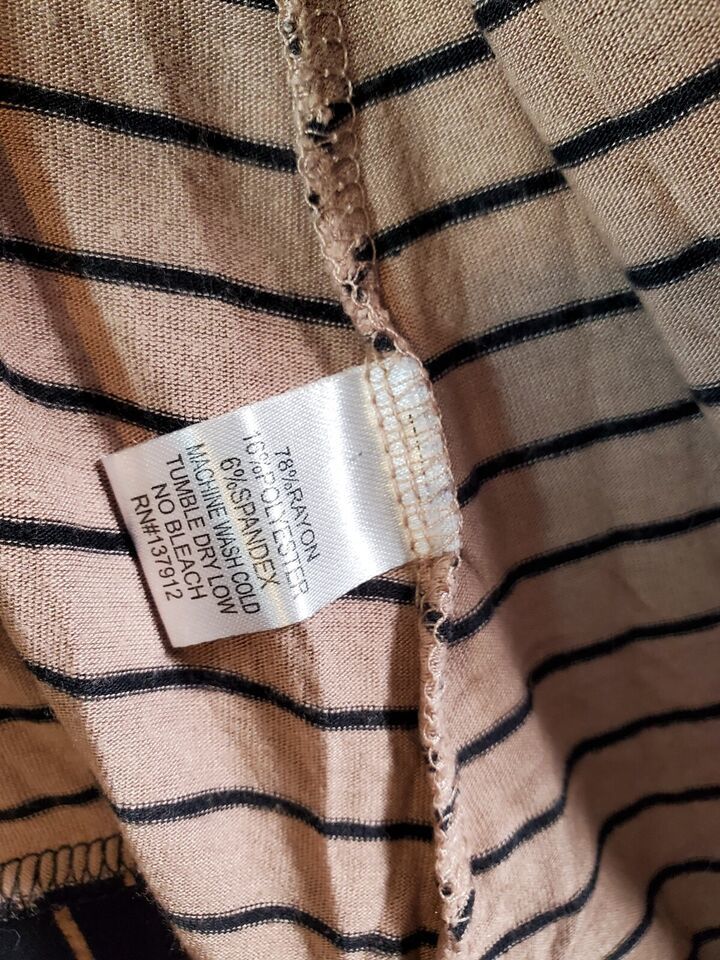 78%RAYON
16%POLYESTER
6%SPANDEX
MACHINE WASH COLD
TUMBLE DRY LOW
NO BLEACH
RN#137912